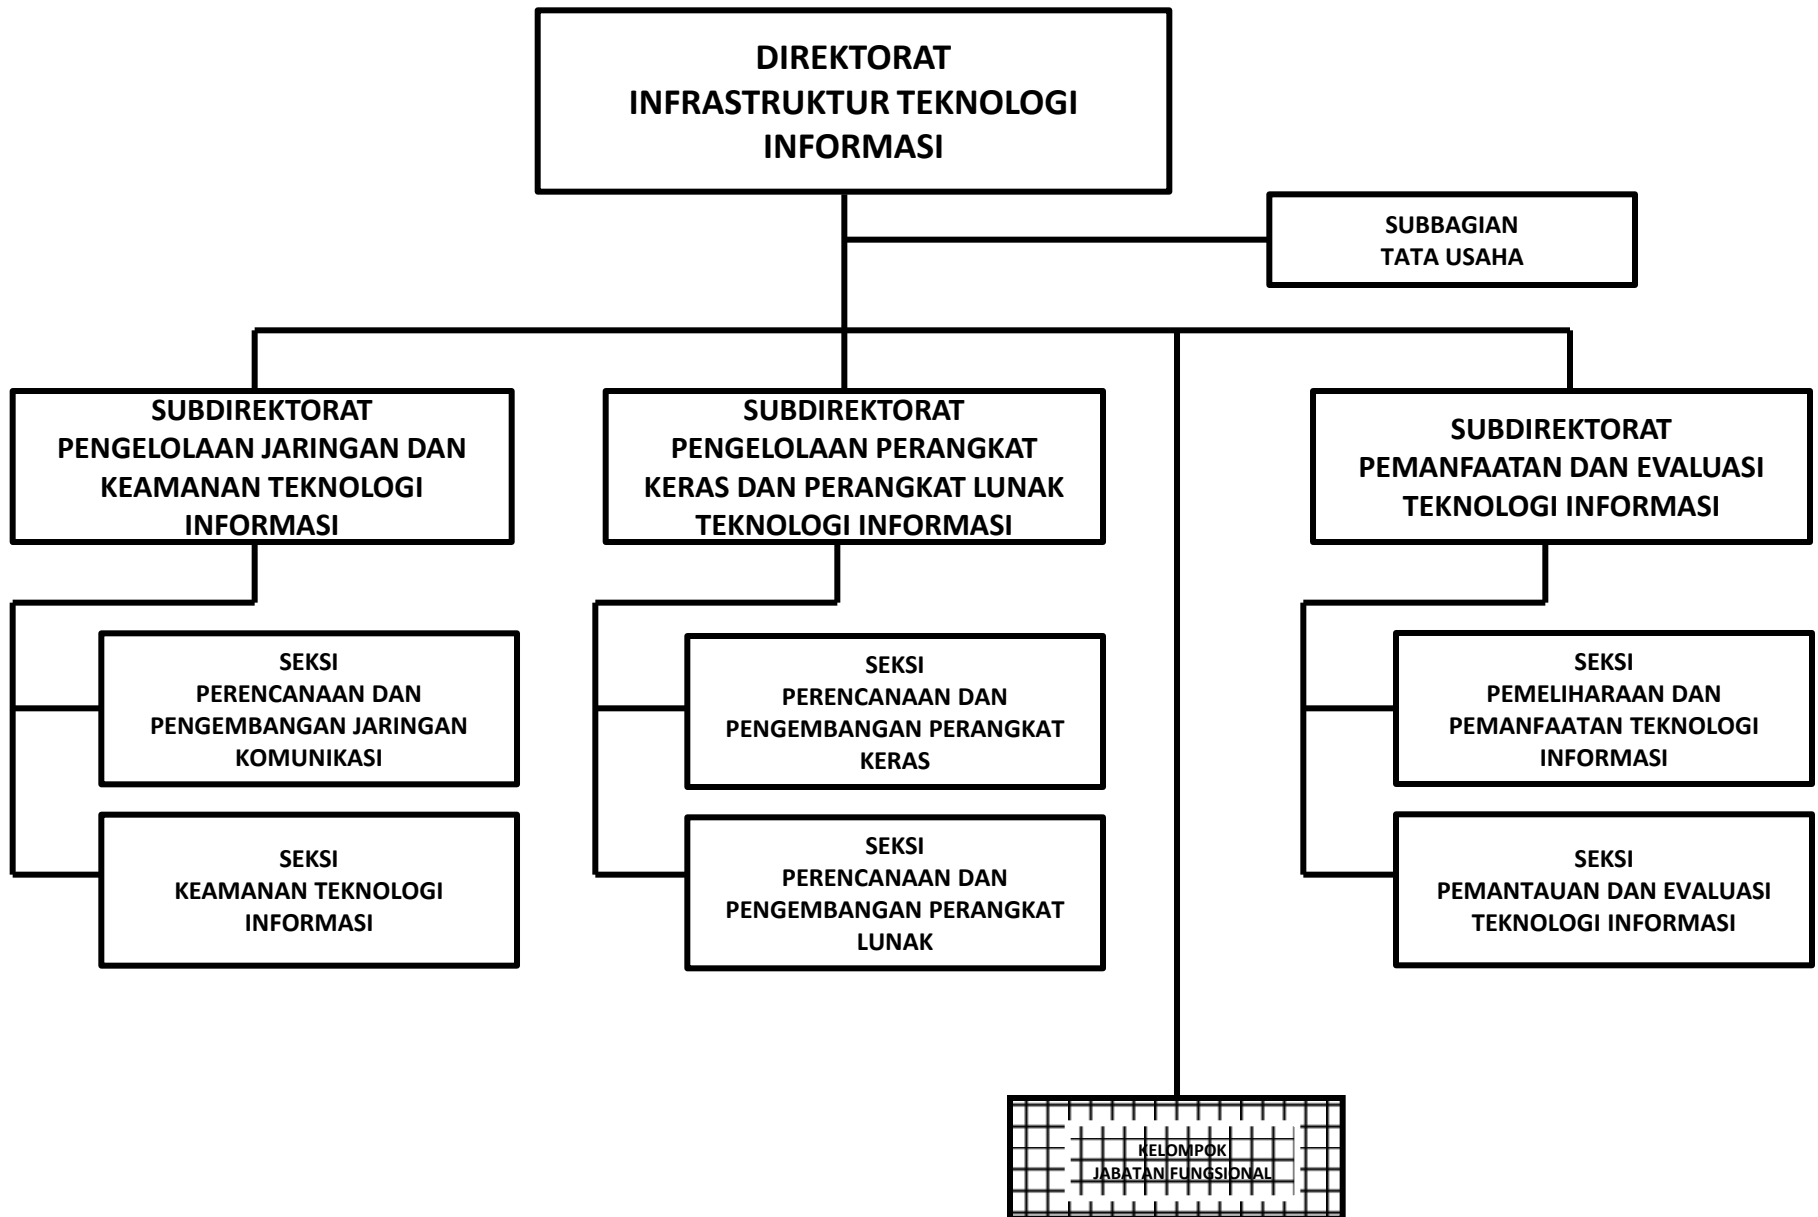 DIREKTORAT
INFRASTRUKTUR TEKNOLOGI
INFORMASI
SUBBAGIAN
TATA USAHA
SUBDIREKTORAT
PENGELOLAAN JARINGAN DAN
KEAMANAN TEKNOLOGI
INFORMASI
SUBDIREKTORAT
PENGELOLAAN PERANGKAT
KERAS DAN PERANGKAT LUNAK
TEKNOLOGI INFORMASI
SUBDIREKTORAT
PEMANFAATAN DAN EVALUASI
TEKNOLOGI INFORMASI
SEKSI
PERENCANAAN DAN
PENGEMBANGAN JARINGAN
KOMUNIKASI
SEKSI
PERENCANAAN DAN
PENGEMBANGAN PERANGKAT
KERAS
SEKSI
PEMELIHARAAN DAN
PEMANFAATAN TEKNOLOGI
INFORMASI
SEKSI
KEAMANAN TEKNOLOGI
INFORMASI
SEKSI
PERENCANAAN DAN
PENGEMBANGAN PERANGKAT
LUNAK
SEKSI
PEMANTAUAN DAN EVALUASI
TEKNOLOGI INFORMASI
KELOMPOK
JABATAN FUNGSIONAL